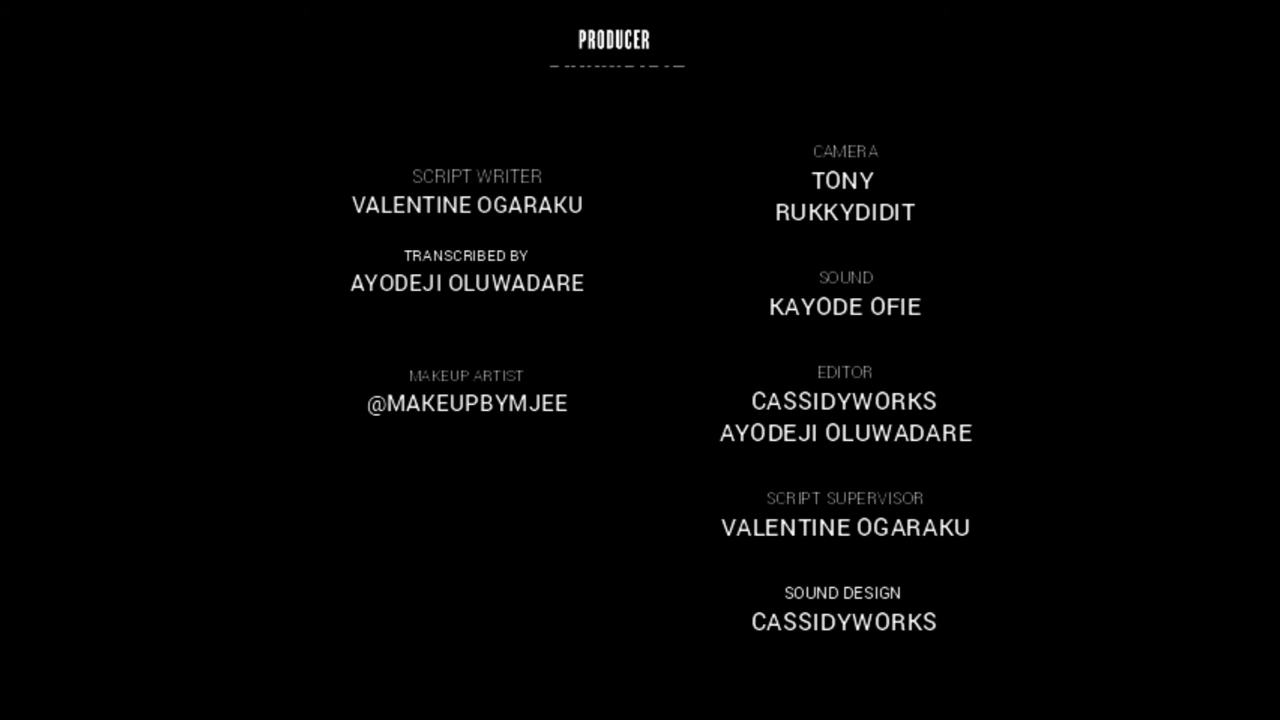 PRODUCER
SCRIPT WRITER
VALENTINE OGARAKU
TRANSCRIBED BY
AYODEJI OLUWADARE
MAKEUP ARTIST
@MAKEUPBYMJEE
CAMERA
TONY
RUKKYDIDIT
SOUND
KAYODE OFIE
EDITOR
CASSIDYWORKS
AYODEJI OLUWADARE
SCRIPT SUPERVISOR
VALENTINE OGARAKU
SOUND DESIGN
CASSIDYWORKS